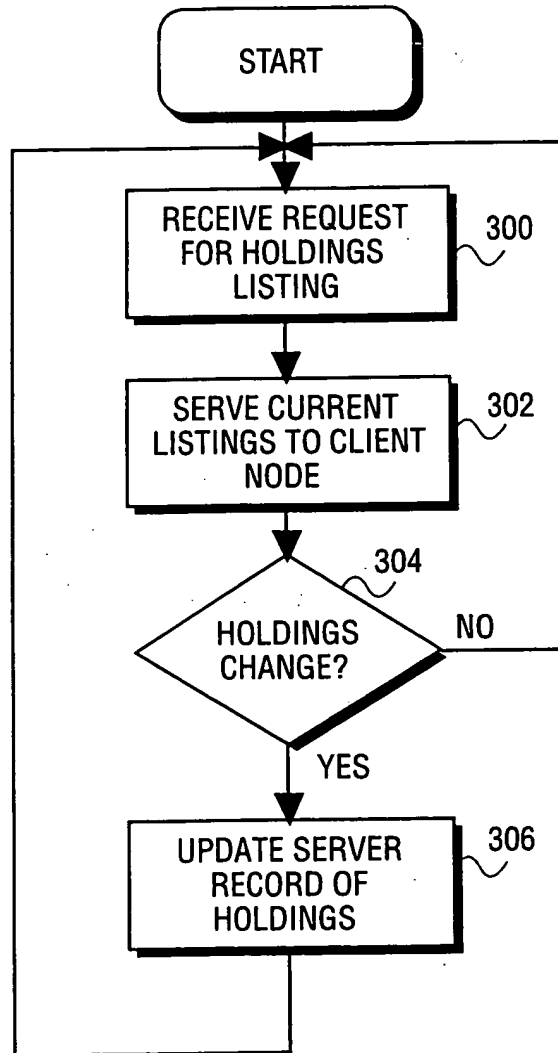 START
RECEIVE REQUEST
FOR HOLDINGS
LISTING
300
SERVE CURRENT
LISTINGS TO CLIENT
NODE
302
304
HOLDINGS
CHANGE?
NO
YES
UPDATE SERVER
RECORD OF
HOLDINGS
306